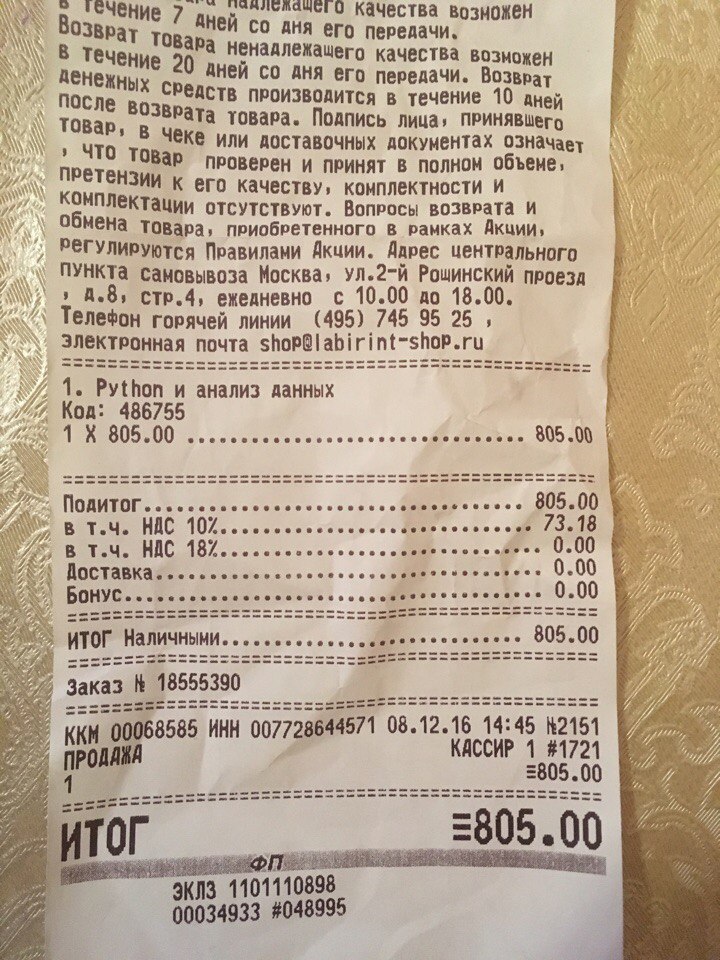 надлежащего качества возможен
в течение 7 дней со дня его передачи.
Возврат товара ненадлежащего качества возможен
в течение 20 дней со дня его передачи. Возврат
денежных средств производится в течение 10 дней
после возврата товара. Подпись лица, принявшего
товар, в чеке или доставочных документах означает
, что товар проверен и принят в полном объеме,
претензии к его качеству, комплектности и
комплектации отсутствуют. Вопросы возврата и
обмена товара, приобретенного в рамках Акции,
регулируются Правилами Акции. Адрес центрального
пункта самовывоза Москва, ул.2-й Рощинский проезд
, д.8, стр.4, ежедневно с 10.00 до 18.00.
Телефон горячей линии (495) 745 95 25 ,
электронная почта shop@labirint-shop.ru
1. Python и анализ данных
Код: 486755
1 X 805.00 ................................ 805.00
Подитог................................... 805.00
в т.ч. НДС 10%............................ 73.18
в т.ч. НДС 18%............................ 0.00
Доставка.................................. 0.00
Бонус..................................... 0.00
ИТОГ Наличными............................ 805.00
Заказ № 18555390
ККМ 00068585 ИНН 007728644571 08.12.16 14:45 №2151
ПРОДАЖА КАССИР 1 #1721
1 ≡805.00
ИТОГ ≡805.00
ФП
ЭКЛЗ 1101110898
00034933 #048995